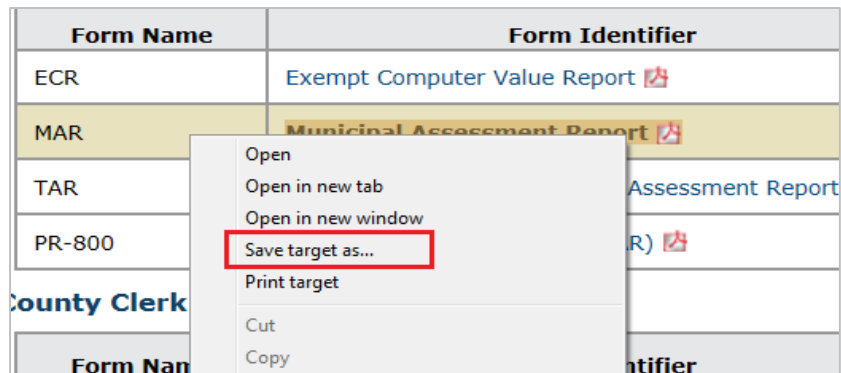 Form Name Form Identifier
ECR Exempt Computer Value Report
MAR Municipal Assessment Report
Open
TAR Open in new tab Assessment Report
Open in new window
PR-800 Save target as... R)
Print target
County Clerk
Cut
Copy
Form Nam ntifier